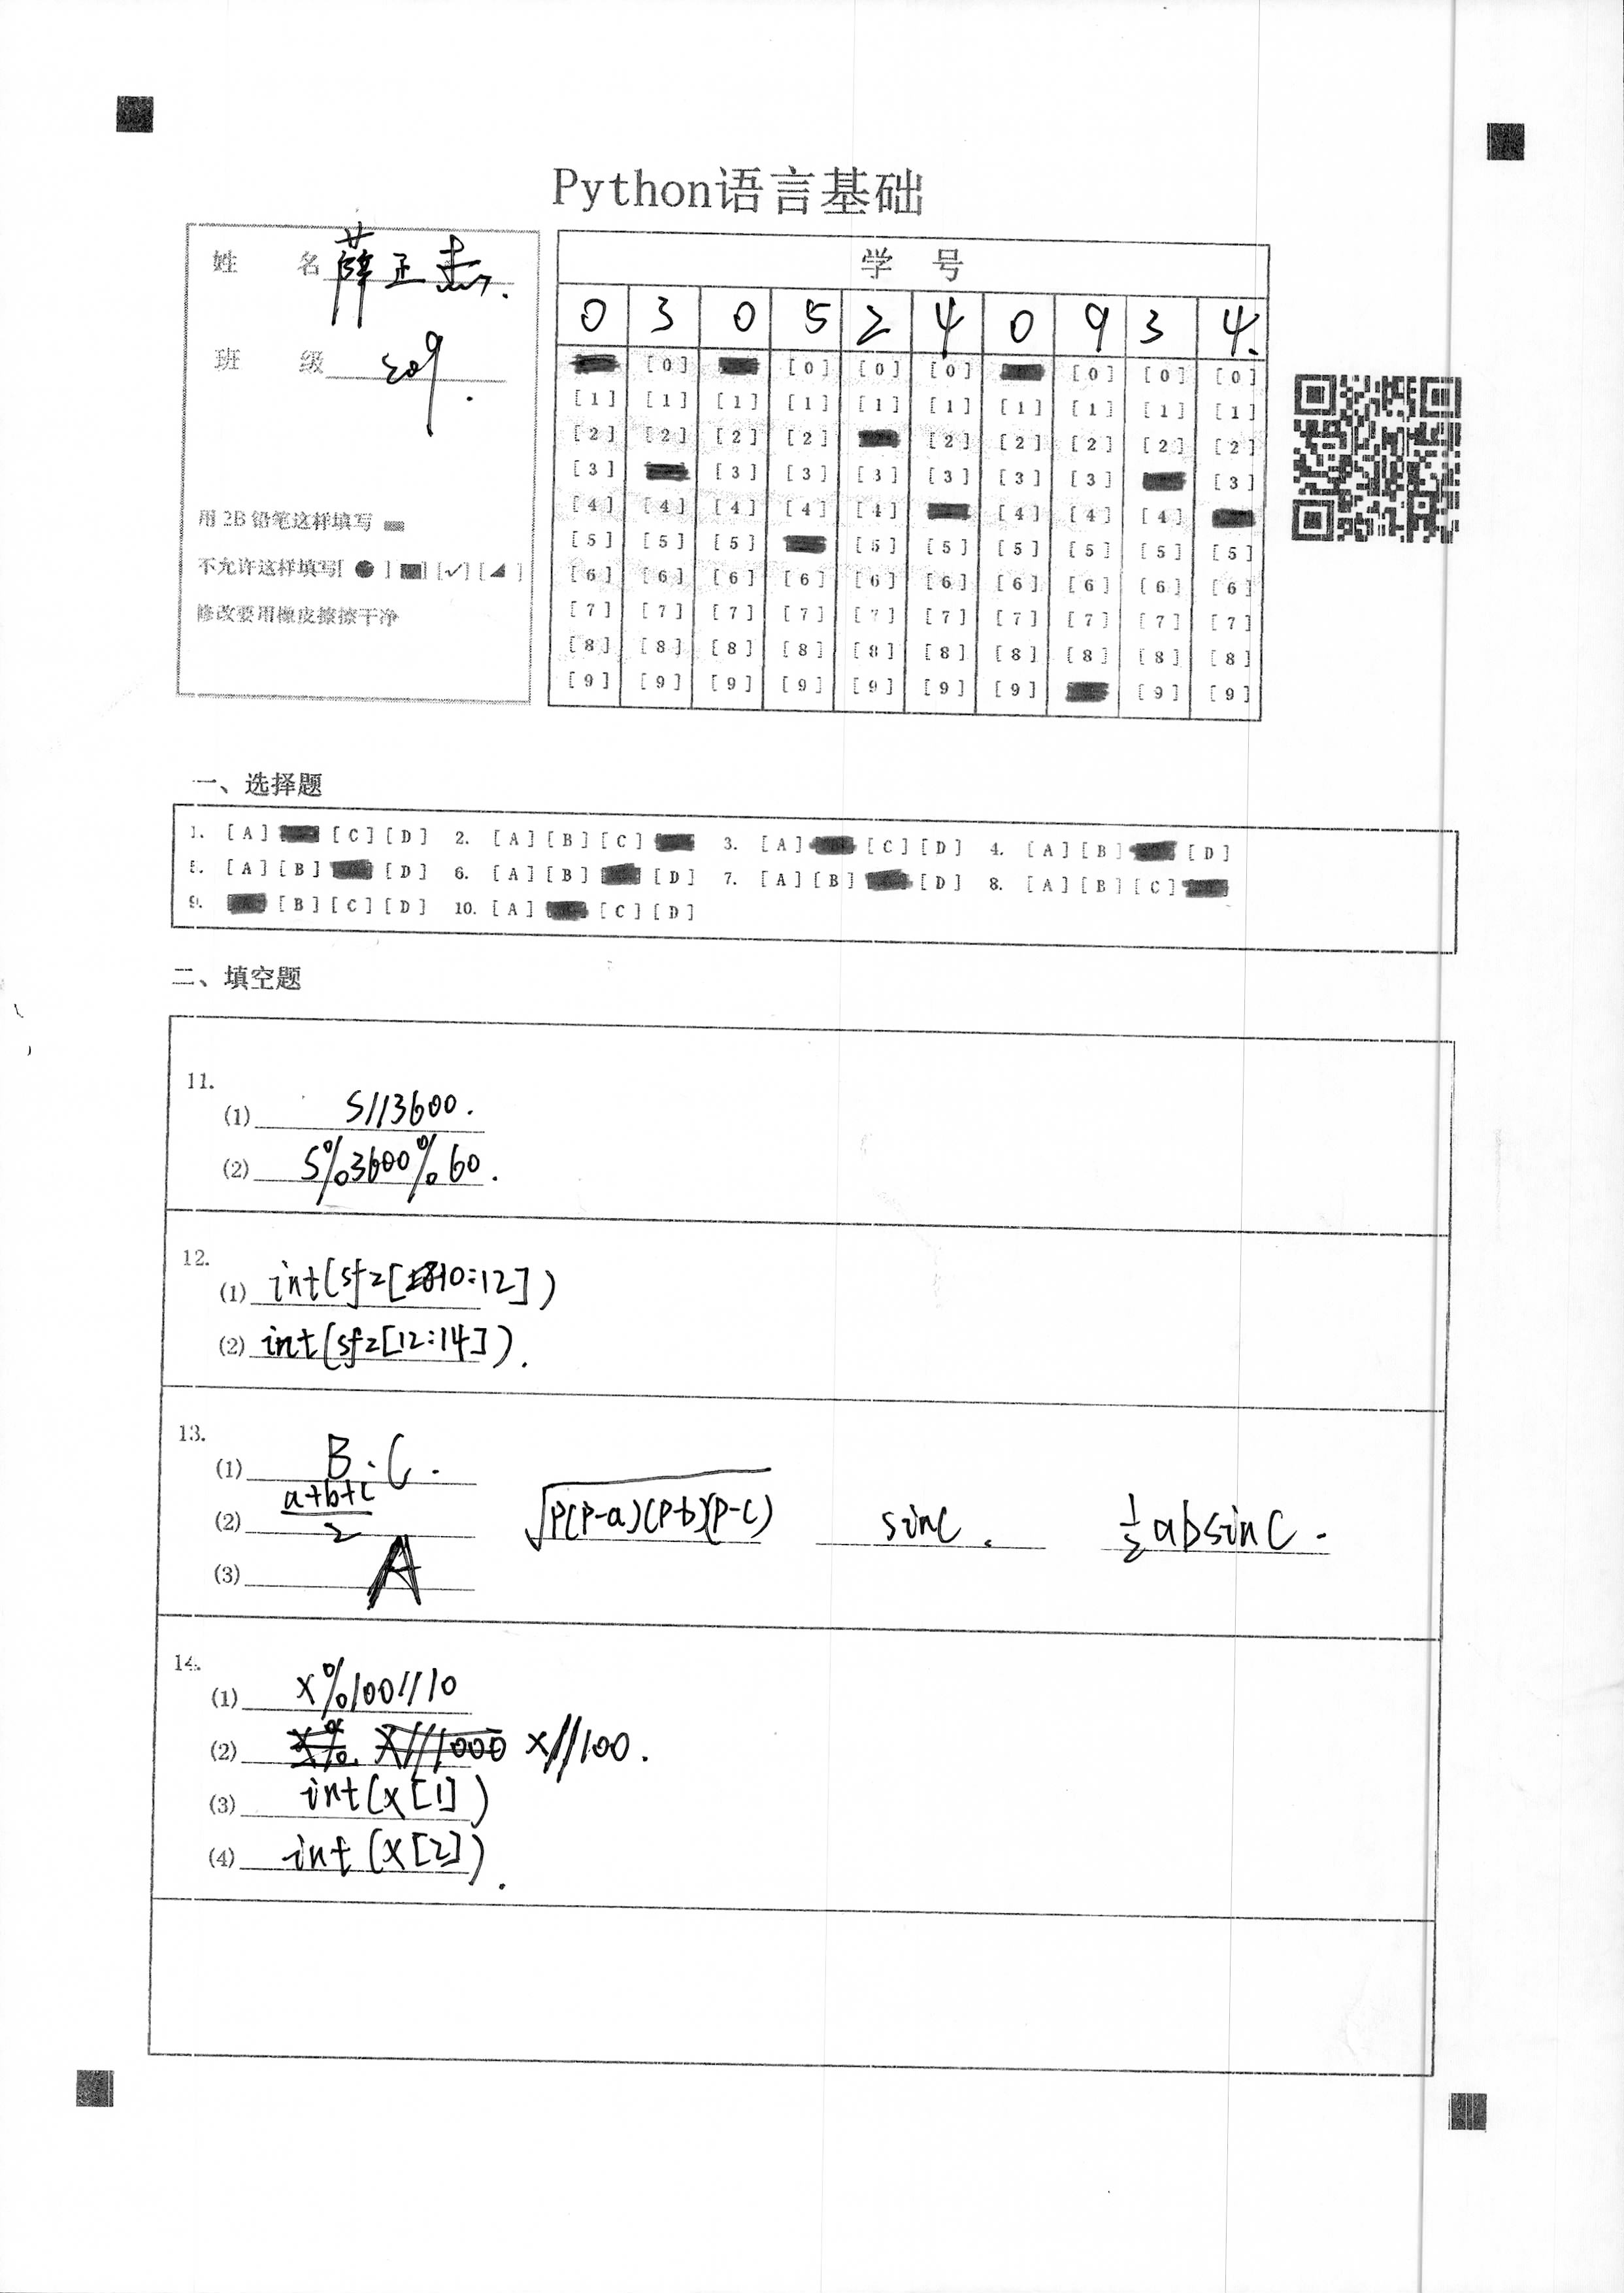 Python语言基础
姓 名 薛正杰.
班 级 209.
用 2B 铅笔这样填写
不允许这样填写[ ● ] [■] [✓] [◢ ]
修改要用橡皮擦擦干净
学 号
0 3 0 5 2 4 0 9 3 4.
[0] [0] [0] [0] [0] [0] [0]
[1] [1] [1] [1] [1] [1] [1] [1] [1] [1]
[2] [2] [2] [2] [2] [2] [2] [2] [2]
[3] [3] [3] [3] [3] [3] [3] [3]
[4] [4] [4] [4] [4] [4] [4] [4]
[5] [5] [5] [5] [5] [5] [5] [5] [5]
[6] [6] [6] [6] [6] [6] [6] [6] [6] [6]
[7] [7] [7] [7] [7] [7] [7] [7] [7] [7]
[8] [8] [8] [8] [8] [8] [8] [8] [8] [8]
[9] [9] [9] [9] [9] [9] [9] [9] [9]
一、选择题
1. [A] [C] [D] 2. [A] [B] [C] 3. [A] [C] [D] 4. [A] [B] [D]
5. [A] [B] [D] 6. [A] [B] [D] 7. [A] [B] [D] 8. [A] [B] [C]
9. [B] [C] [D] 10. [A] [C] [D]
二、填空题
11.
(1) s//3600.
(2) s%3600%60.
12.
(1) int(sfz[10:12])
(2) int(sfz[12:14]).
13.
(1) B.C.
(2) (a+b+c)/2 √p(p-a)(p-b)(p-c) sinC. ½absinC.
(3) A
14.
(1) x%100//10
(2) x//100.
(3) int(x[1])
(4) int(x[2]).